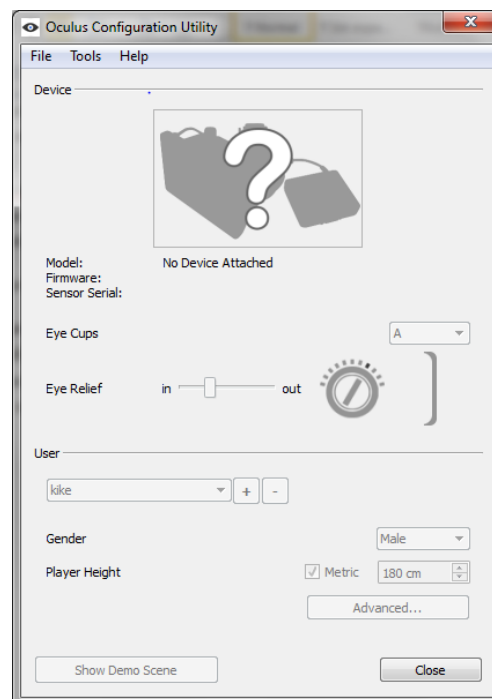 Oculus Configuration Utility
File Tools Help
Device
?
Model: No Device Attached
Firmware:
Sensor Serial:
Eye Cups A
Eye Relief in out
User
kike + -
Gender Male
Player Height Metric 180 cm
Advanced...
Show Demo Scene Close